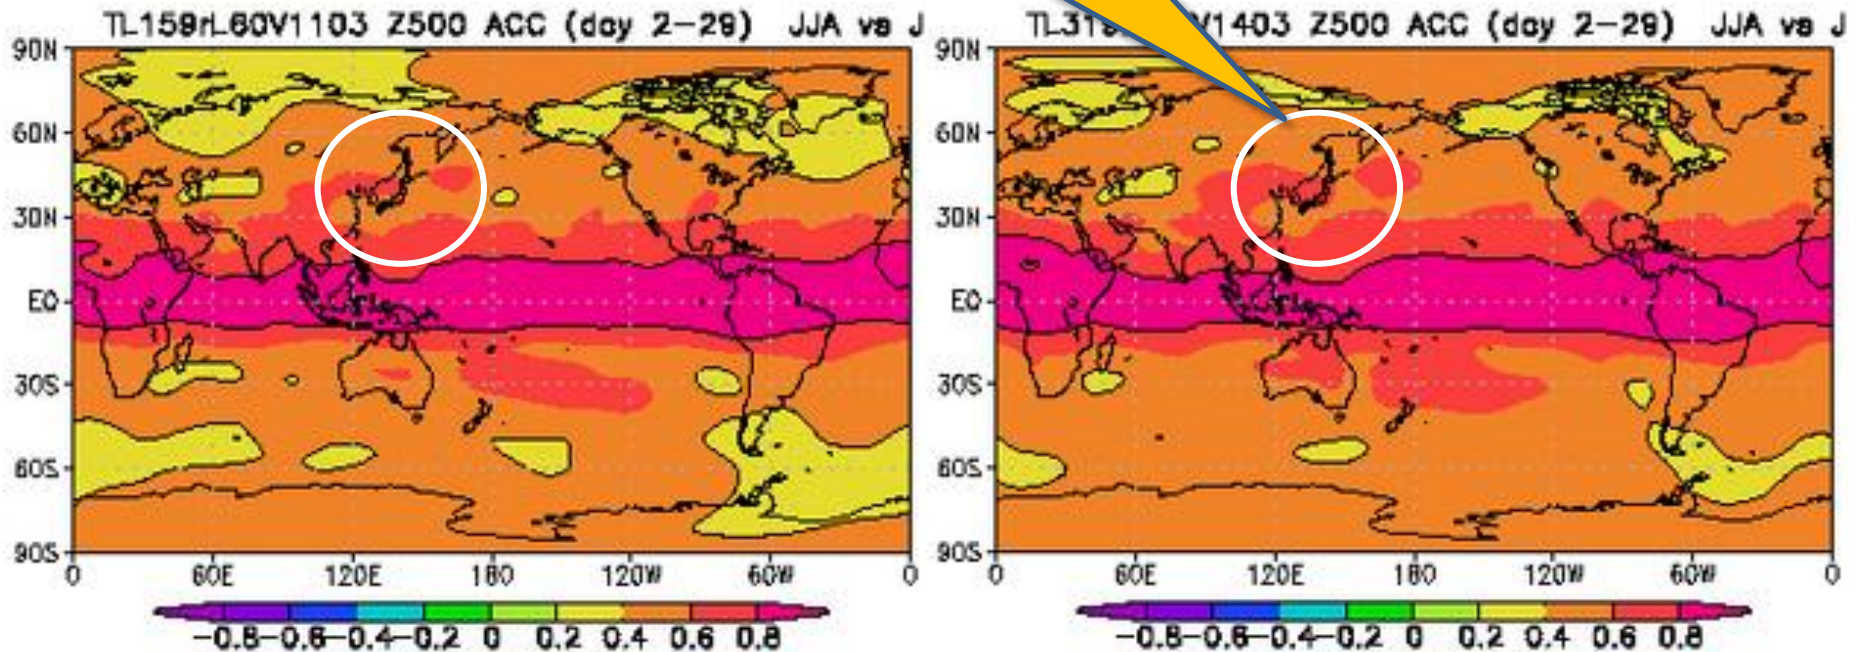 TL159rL60V1103 Z500 ACC (day 2-29) JJA vs J
90N
60N
30N
EQ
30S
60S
90S
0 60E 120E 180 120W 60W 0
-0.8-0.6-0.4-0.2 0 0.2 0.4 0.6 0.8
TL319 V1403 Z500 ACC (day 2-29) JJA vs J
90N
60N
30N
EQ
30S
60S
90S
0 60E 120E 180 120W 60W 0
-0.8-0.6-0.4-0.2 0 0.2 0.4 0.6 0.8